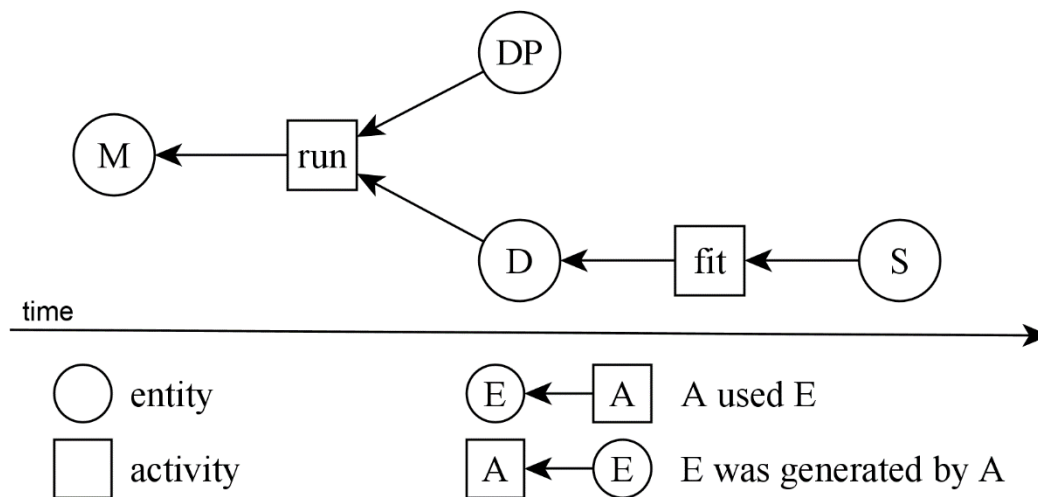 DP
M
run
D
fit
S
time
entity
E
A
A used E
activity
A
E
E was generated by A